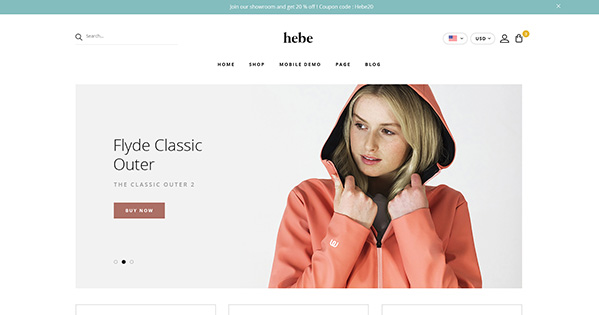 Join our showroom and get 20 % off ! Coupon code : Hebe20
Search...
hebe
USD
0
HOME SHOP MOBILE DEMO PAGE BLOG
Flyde Classic
Outer
THE CLASSIC OUTER 2
BUY NOW